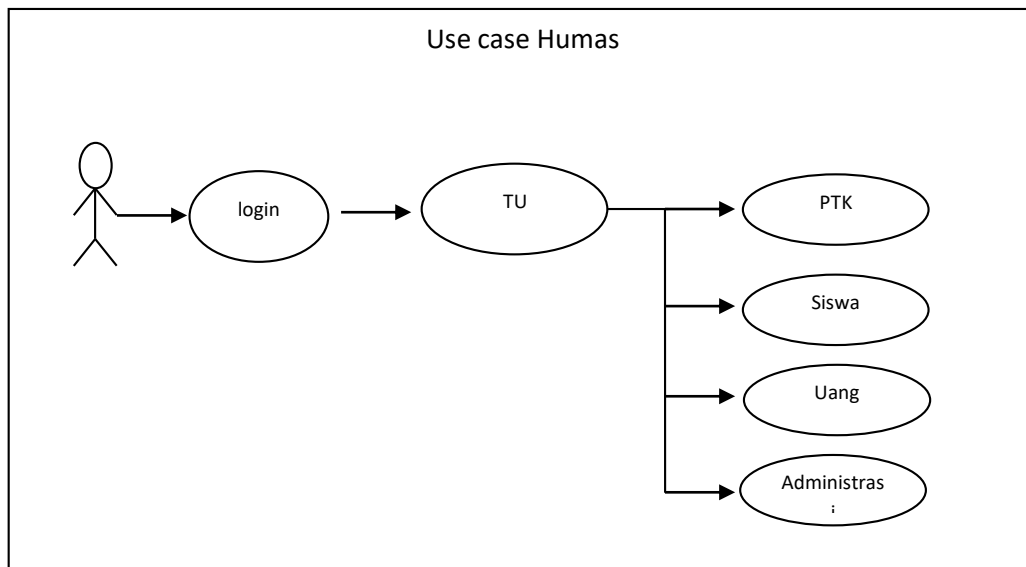 Use case Humas
login
TU
PTK
Siswa
Uang
Administras
i